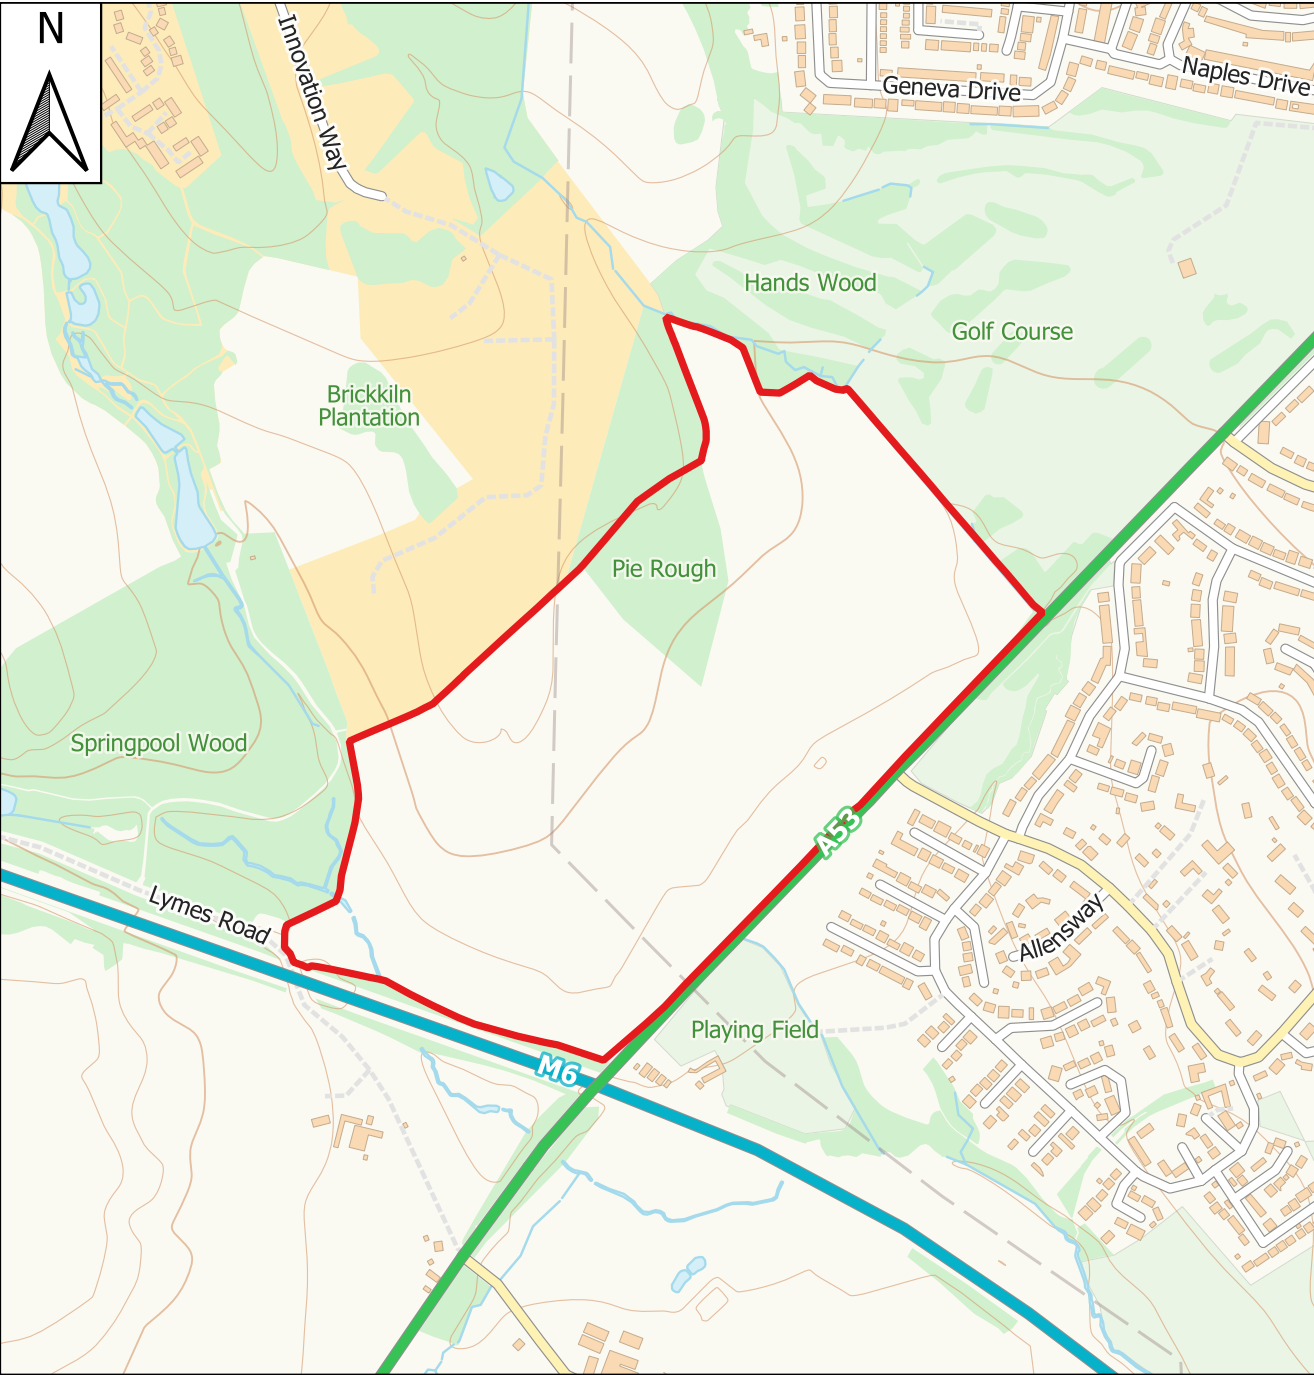 N
Innovation Way
Geneva Drive
Naples Drive
Hands Wood
Golf Course
Brickkiln
Plantation
Pie Rough
Springpool Wood
A53
Lymes Road
Allensway
Playing Field
M6